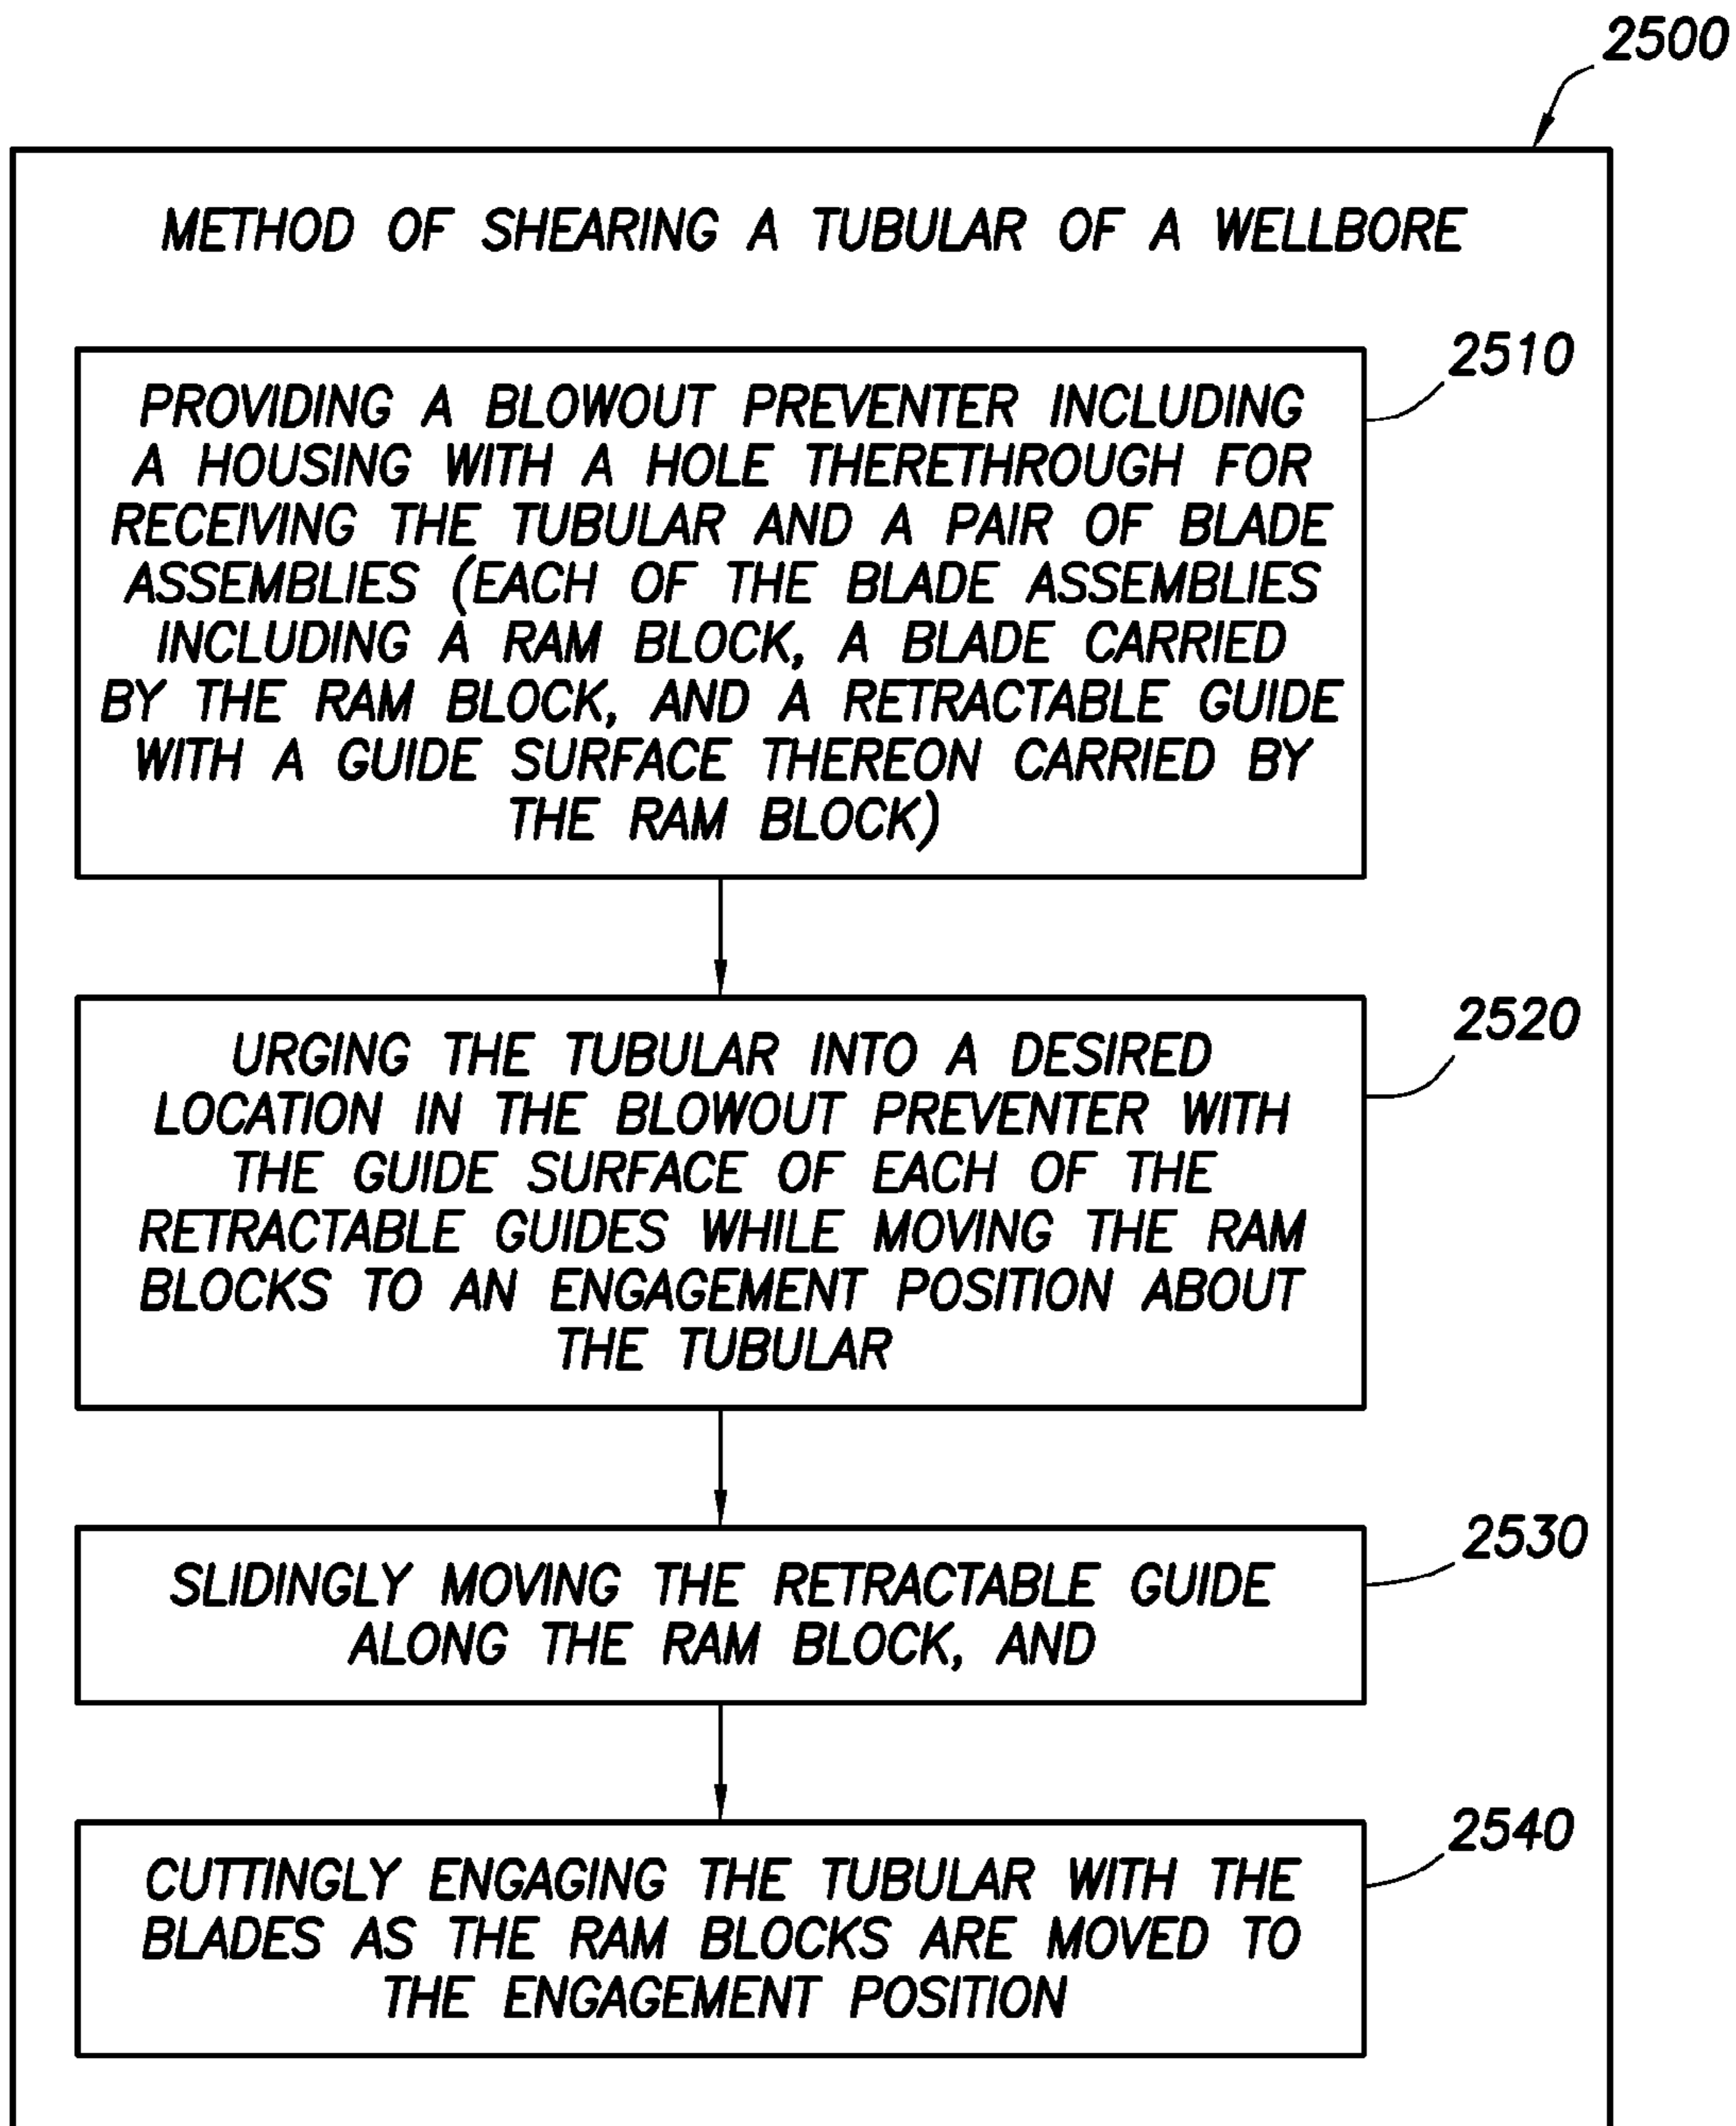 2500
METHOD OF SHEARING A TUBULAR OF A WELLBORE
2510
PROVIDING A BLOWOUT PREVENTER INCLUDING
A HOUSING WITH A HOLE THERETHROUGH FOR
RECEIVING THE TUBULAR AND A PAIR OF BLADE
ASSEMBLIES (EACH OF THE BLADE ASSEMBLIES
INCLUDING A RAM BLOCK, A BLADE CARRIED
BY THE RAM BLOCK, AND A RETRACTABLE GUIDE
WITH A GUIDE SURFACE THEREON CARRIED BY
THE RAM BLOCK)
2520
URGING THE TUBULAR INTO A DESIRED
LOCATION IN THE BLOWOUT PREVENTER WITH
THE GUIDE SURFACE OF EACH OF THE
RETRACTABLE GUIDES WHILE MOVING THE RAM
BLOCKS TO AN ENGAGEMENT POSITION ABOUT
THE TUBULAR
2530
SLIDINGLY MOVING THE RETRACTABLE GUIDE
ALONG THE RAM BLOCK, AND
2540
CUTTINGLY ENGAGING THE TUBULAR WITH THE
BLADES AS THE RAM BLOCKS ARE MOVED TO
THE ENGAGEMENT POSITION